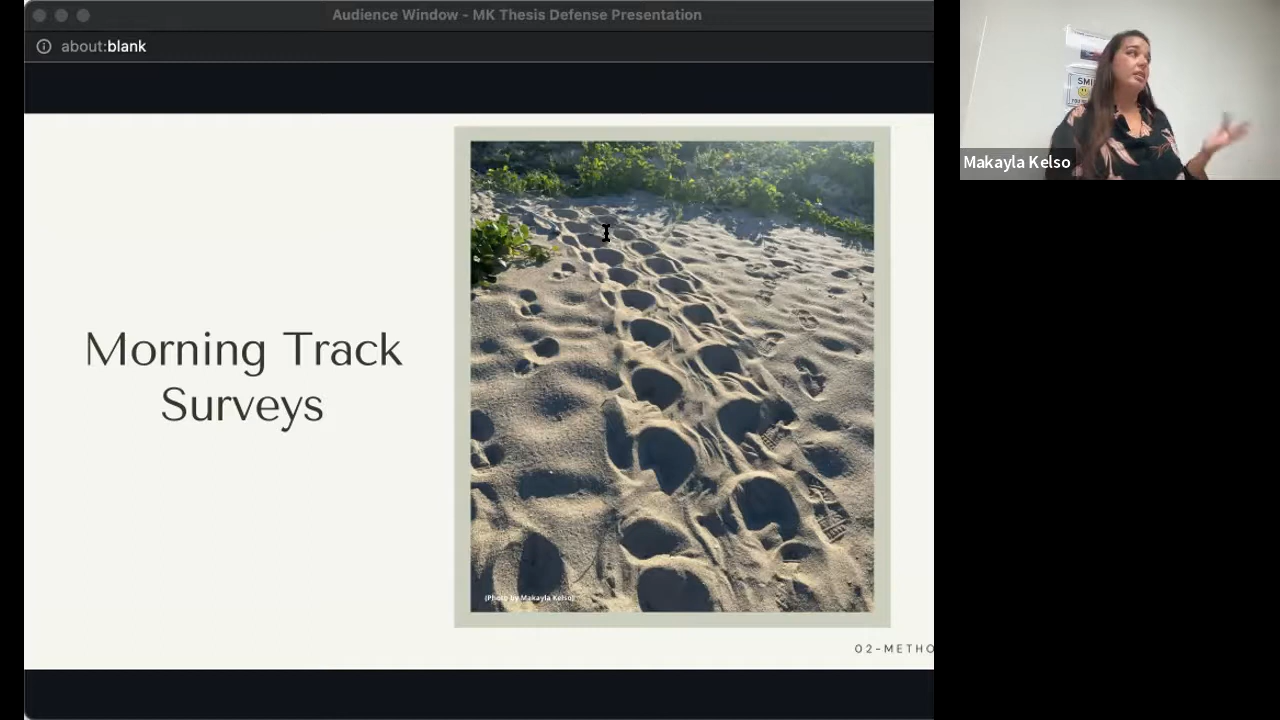 Audience Window - MK Thesis Defense Presentation
about:blank
Morning Track
Surveys
(Photo by Makayla Kelso)
02-METHO
SMI
Makayla Kelso